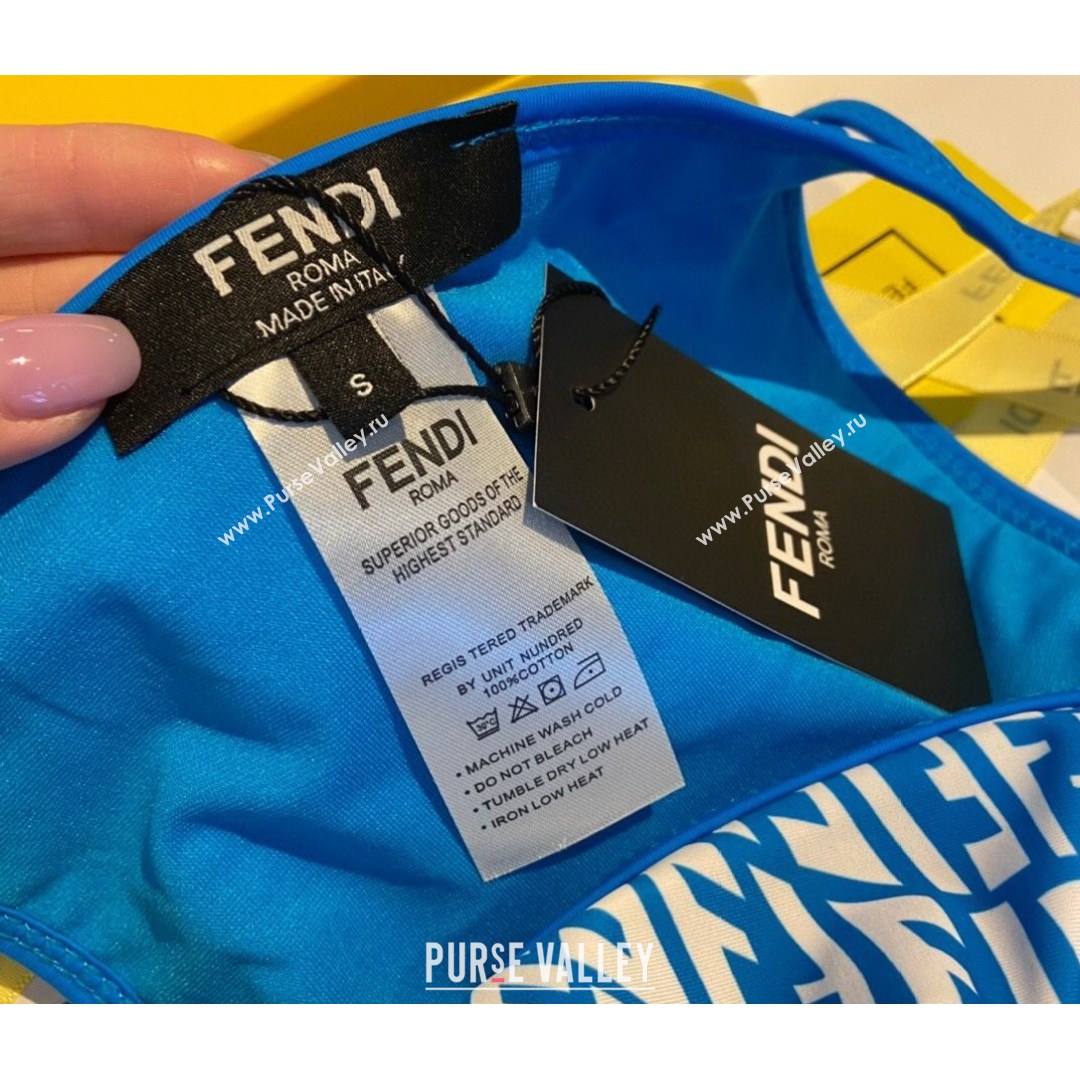 FENDI
ROMA
MADE IN ITALY
S
FENDI
ROMA
SUPERIOR GOODS OF THE
HIGHEST STANDARD
REGIS TERED TRADEMARK
BY UNIT NUNDRED
100%COTTON
30°C
• MACHINE WASH COLD
• DO NOT BLEACH
• TUMBLE DRY LOW HEAT
• IRON LOW HEAT
FENDI
ROMA
www.PurseValley.ru
www.PurseValley.ru
PURSE VALLEY